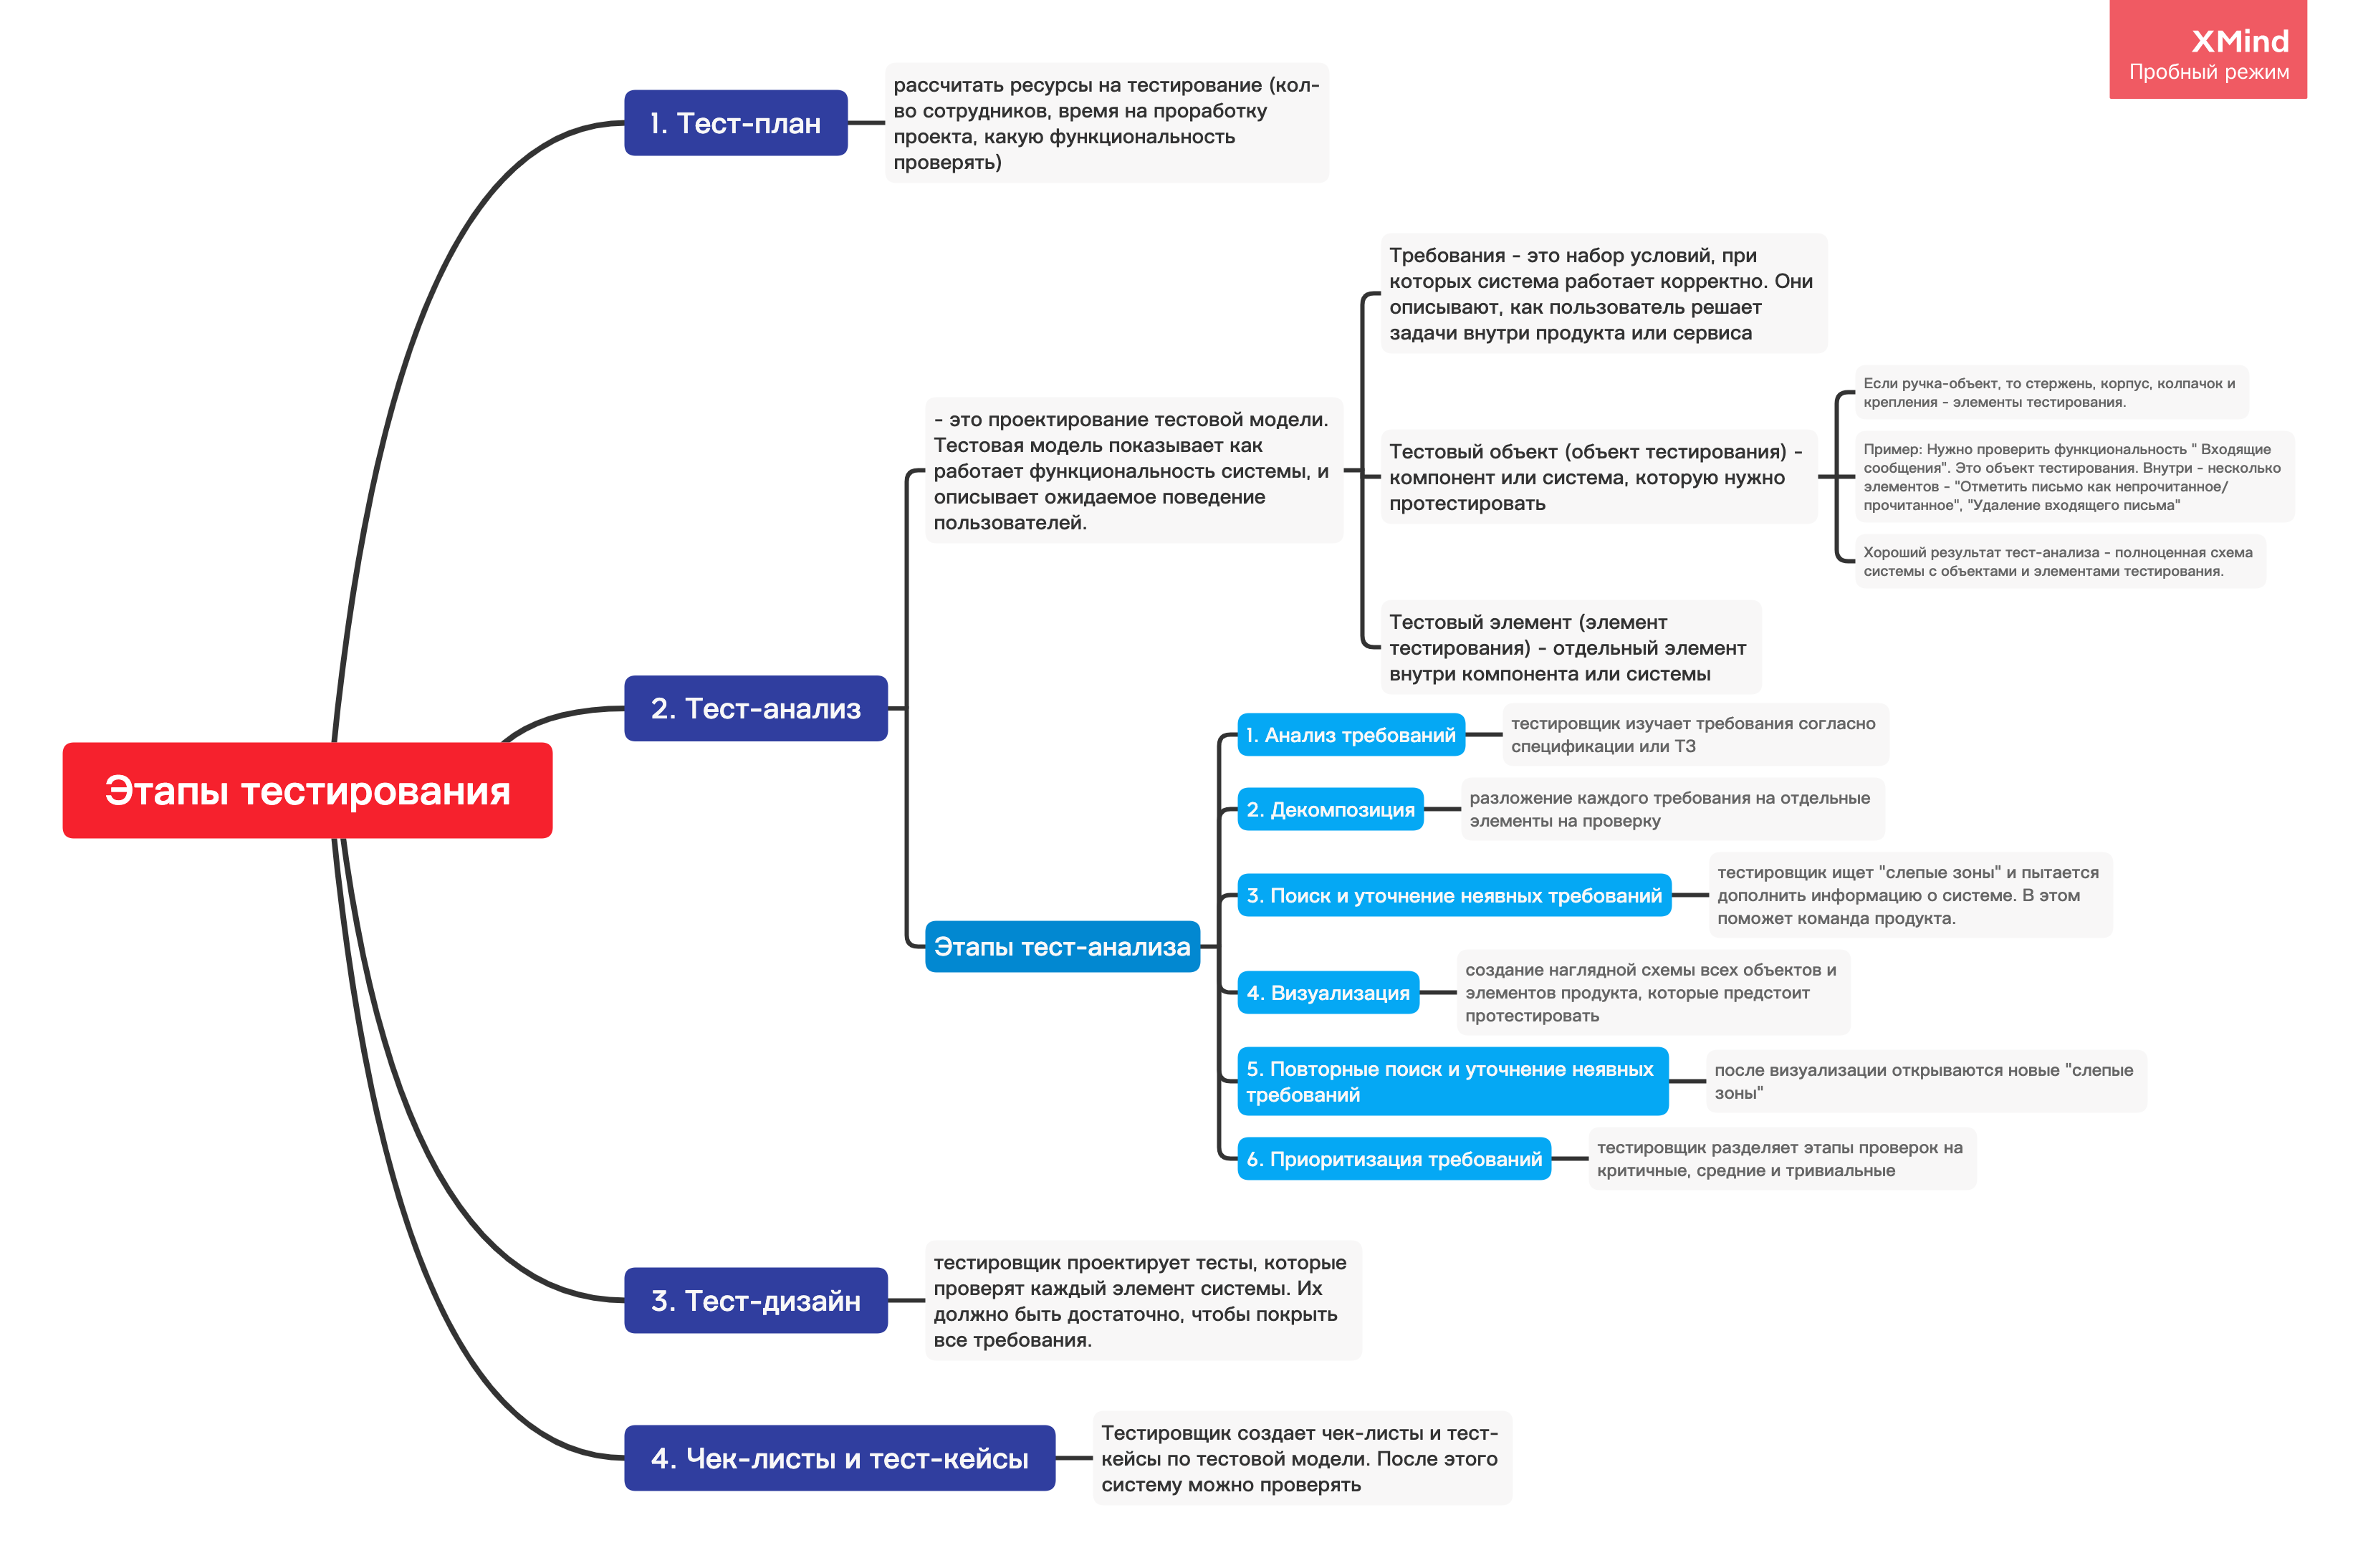 XMind
Пробный режим
Этапы тестирования
1. Тест-план
рассчитать ресурсы на тестирование (кол-
во сотрудников, время на проработку
проекта, какую функциональность
проверять)
2. Тест-анализ
- это проектирование тестовой модели.
Тестовая модель показывает как
работает функциональность системы, и
описывает ожидаемое поведение
пользователей.
Требования - это набор условий, при
которых система работает корректно. Они
описывают, как пользователь решает
задачи внутри продукта или сервиса
Тестовый объект (объект тестирования) -
компонент или система, которую нужно
протестировать
Если ручка-объект, то стержень, корпус, колпачок и
крепления - элементы тестирования.
Пример: Нужно проверить функциональность " Входящие
сообщения". Это объект тестирования. Внутри - несколько
элементов - "Отметить письмо как непрочитанное/
прочитанное", "Удаление входящего письма"
Хороший результат тест-анализа - полноценная схема
системы с объектами и элементами тестирования.
Тестовый элемент (элемент
тестирования) - отдельный элемент
внутри компонента или системы
Этапы тест-анализа
1. Анализ требований
тестировщик изучает требования согласно
спецификации или ТЗ
2. Декомпозиция
разложение каждого требования на отдельные
элементы на проверку
3. Поиск и уточнение неявных требований
тестировщик ищет "слепые зоны" и пытается
дополнить информацию о системе. В этом
поможет команда продукта.
4. Визуализация
создание наглядной схемы всех объектов и
элементов продукта, которые предстоит
протестировать
5. Повторные поиск и уточнение неявных
требований
после визуализации открываются новые "слепые
зоны"
6. Приоритизация требований
тестировщик разделяет этапы проверок на
критичные, средние и тривиальные
3. Тест-дизайн
тестировщик проектирует тесты, которые
проверят каждый элемент системы. Их
должно быть достаточно, чтобы покрыть
все требования.
4. Чек-листы и тест-кейсы
Тестировщик создает чек-листы и тест-
кейсы по тестовой модели. После этого
систему можно проверять